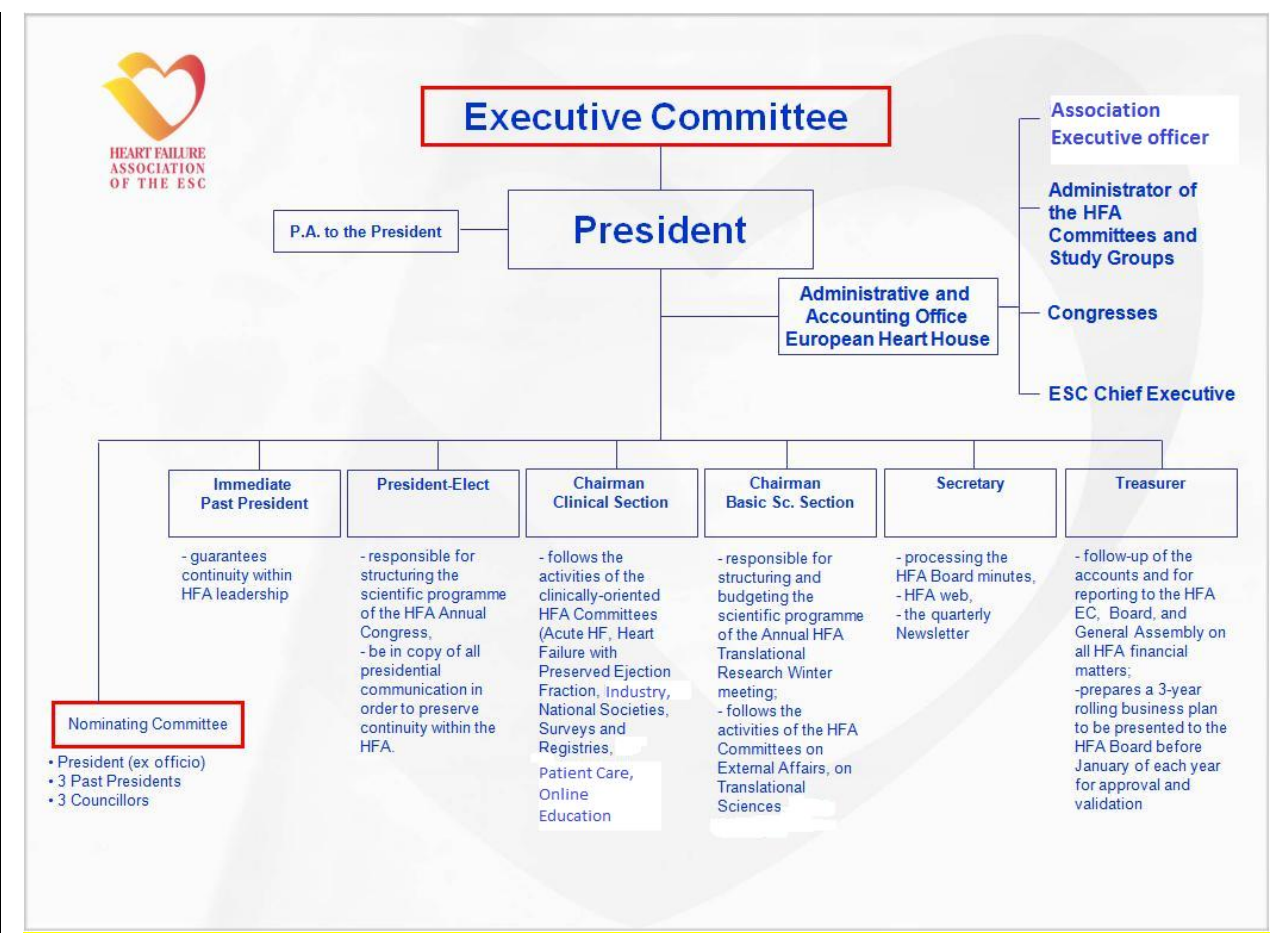 HEART FAILURE
ASSOCIATION
OF THE ESC
Executive Committee
President
P.A. to the President
Administrative and
Accounting Office
European Heart House
Association
Executive officer
Administrator of
the HFA
Committees and
Study Groups
Congresses
ESC Chief Executive
Immediate
Past President
- guarantees
continuity within
HFA leadership
President-Elect
- responsible for
structuring the
scientific programme
of the HFA Annual
Congress,
- be in copy of all
presidential
communication in
order to preserve
continuity within the
HFA.
Chairman
Clinical Section
- follows the
activities of the
clinically-oriented
HFA Committees
(Acute HF, Heart
Failure with
Preserved Ejection
Fraction, Industry,
National Societies,
Surveys and
Registries,
Patient Care,
Online
Education
Chairman
Basic Sc. Section
- responsible for
structuring and
budgeting the
scientific programme
of the Annual HFA
Translational
Research Winter
meeting;
- follows the
activities of the HFA
Committees on
External Affairs, on
Translational
Sciences
Secretary
- processing the
HFA Board minutes,
- HFA web,
- the quarterly
Newsletter
Treasurer
- follow-up of the
accounts and for
reporting to the HFA
EC, Board, and
General Assembly on
all HFA financial
matters;
-prepares a 3-year
rolling business plan
to be presented to the
HFA Board before
January of each year
for approval and
validation
Nominating Committee
• President (ex officio)
• 3 Past Presidents
• 3 Councillors